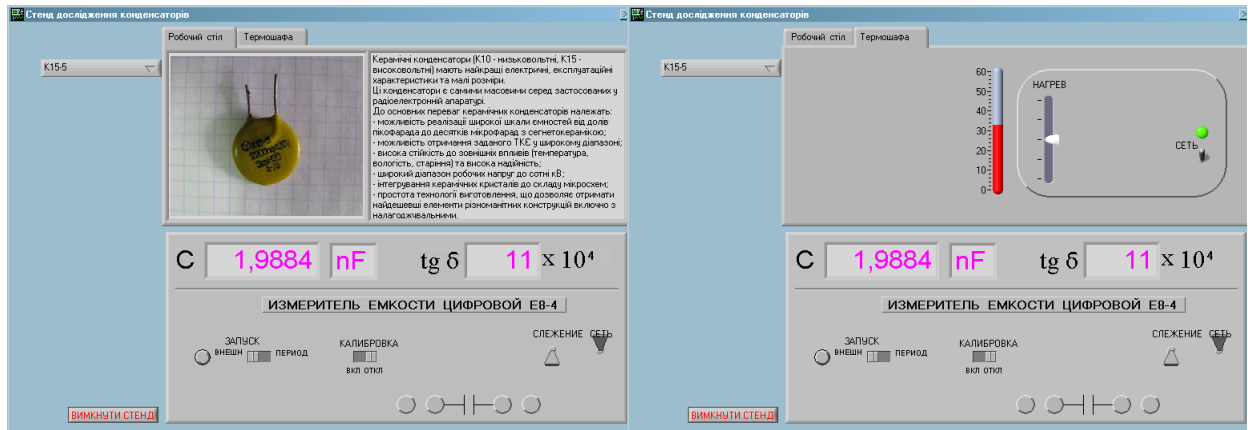 Стенд дослідження конденсаторів
Робочий стіл
Термошафа
К15-5
Керамічні конденсатори (К10 - низьковольтні, К15 -
високовольтні) мають найкращі електричні, експлуатаційні
характеристики та малі розміри.
Ці конденсатори є самими масовими серед застосованих у
радіоелектронній апаратурі.
До основних переваг керамічних конденсаторів належать:
- можливість реалізації широкої шкали емностей від долів
пікофарада до десятків мікрофарад з сегнетокерамікою;
- можливість отримання заданого ТКЄ у широкому діапазоні;
- висока стійкість до зовнішніх впливів (температура,
вологість, старіння) та висока надійність;
- широкий діапазон робочих напруг до сотні кВ;
- інтегрування керамічних кристалів до складу мікросхем;
- простота технології виготовлення, що дозволяє отримати
найдешевші елементи різноманітних конструкцій включно з
налагоджувальними.
C 1,9884 nF tg δ 11 x 10⁴
ИЗМЕРИТЕЛЬ ЕМКОСТИ ЦИФРОВОЙ Е8-4
ЗАПУСК
ВНЕШН ПЕРИОД
КАЛИБРОВКА
ВКЛ ОТКЛ
СЛЕЖЕНИЕ СЕТЬ
ВИМКНУТИ СТЕНД
Стенд дослідження конденсаторів
Робочий стіл
Термошафа
К15-5
60
50
40
30
20
10
0
НАГРЕВ
СЕТЬ
C 1,9884 nF tg δ 11 x 10⁴
ИЗМЕРИТЕЛЬ ЕМКОСТИ ЦИФРОВОЙ Е8-4
ЗАПУСК
ВНЕШН ПЕРИОД
КАЛИБРОВКА
ВКЛ ОТКЛ
СЛЕЖЕНИЕ СЕТЬ
ВИМКНУТИ СТЕНД